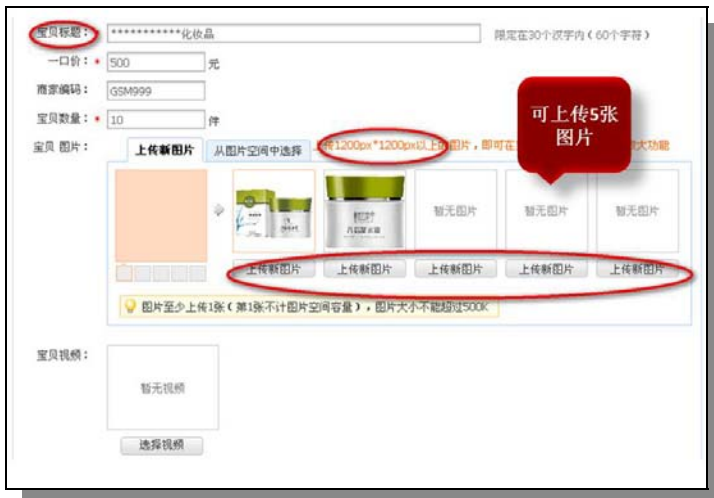 宝贝标题： ***********化妆品 限定在30个汉字内(60个字符)
一口价：* 500 元
商家编码： GSM999
宝贝数量：* 10 件
可上传5张
图片
宝贝 图片： 上传新图片 从图片空间中选择 传1200px*1200px以上的图片，即可在 大功能
暂无图片 暂无图片 暂无图片
上传新图片 上传新图片 上传新图片 上传新图片 上传新图片
图片至少上传1张(第1张不计图片空间容量)，图片大小不能超过500K
宝贝视频：
暂无视频
选择视频